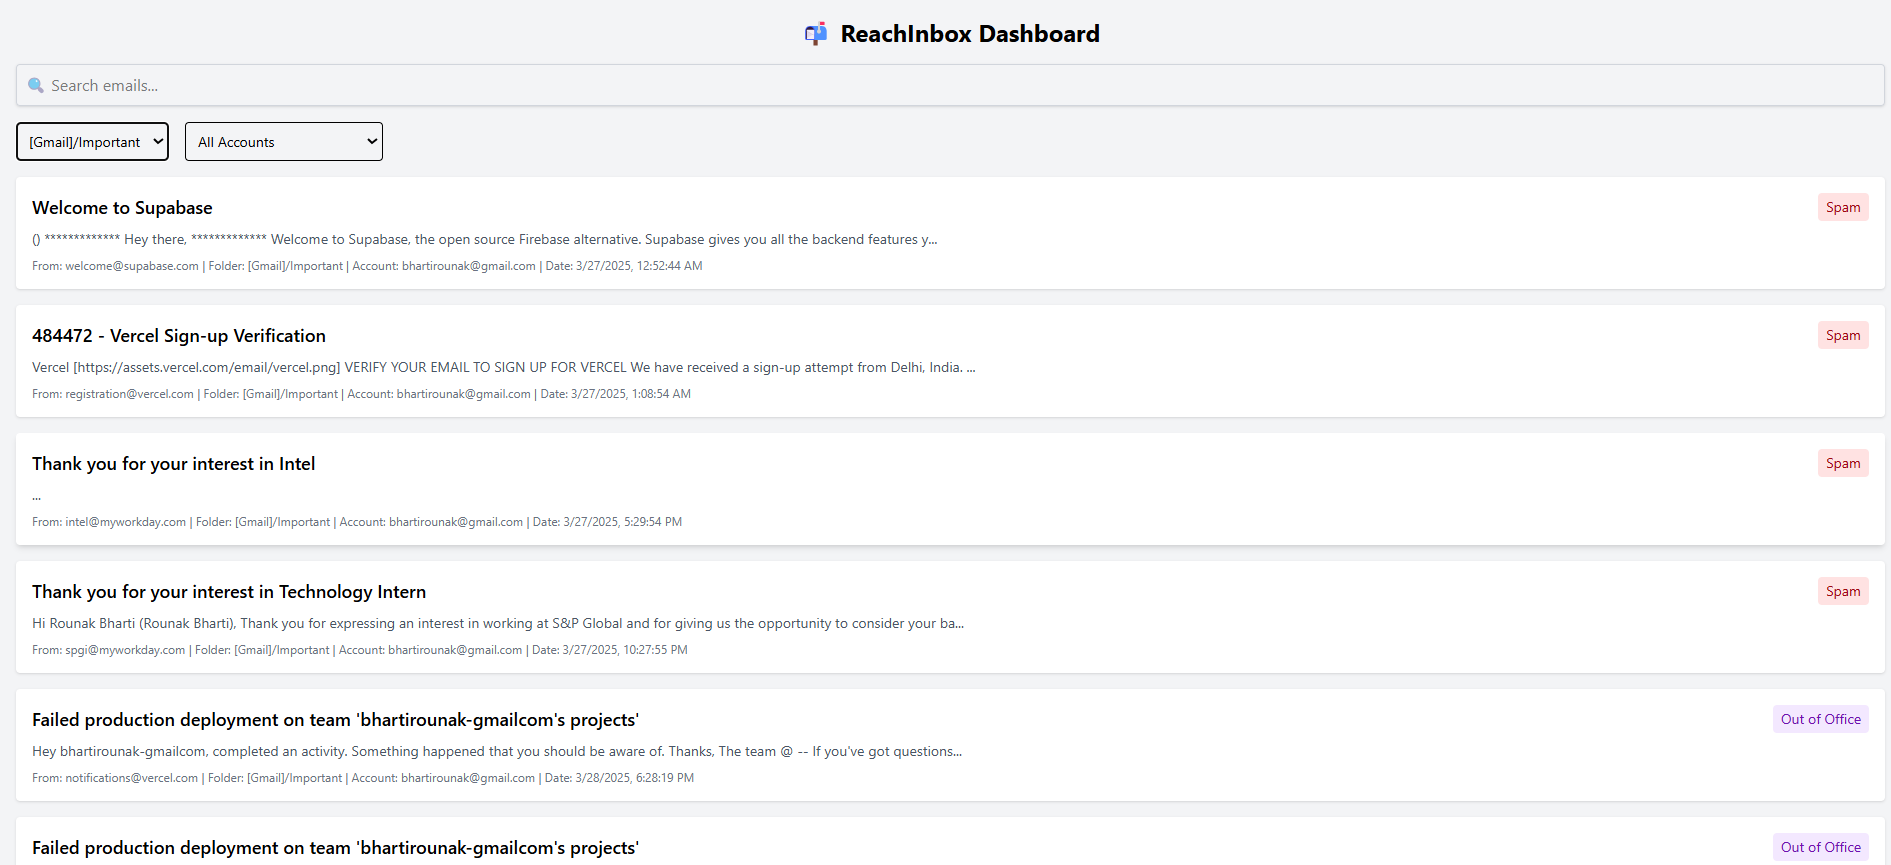 ReachInbox Dashboard
Search emails...
[Gmail]/Important All Accounts
Welcome to Supabase Spam
() ************* Hey there, ************* Welcome to Supabase, the open source Firebase alternative. Supabase gives you all the backend features y...
From: welcome@supabase.com | Folder: [Gmail]/Important | Account: bhartirounak@gmail.com | Date: 3/27/2025, 12:52:44 AM
484472 - Vercel Sign-up Verification Spam
Vercel [https://assets.vercel.com/email/vercel.png] VERIFY YOUR EMAIL TO SIGN UP FOR VERCEL We have received a sign-up attempt from Delhi, India. ...
From: registration@vercel.com | Folder: [Gmail]/Important | Account: bhartirounak@gmail.com | Date: 3/27/2025, 1:08:54 AM
Thank you for your interest in Intel Spam
...
From: intel@myworkday.com | Folder: [Gmail]/Important | Account: bhartirounak@gmail.com | Date: 3/27/2025, 5:29:54 PM
Thank you for your interest in Technology Intern Spam
Hi Rounak Bharti (Rounak Bharti), Thank you for expressing an interest in working at S&P Global and for giving us the opportunity to consider your ba...
From: spgi@myworkday.com | Folder: [Gmail]/Important | Account: bhartirounak@gmail.com | Date: 3/27/2025, 10:27:55 PM
Failed production deployment on team 'bhartirounak-gmailcom's projects' Out of Office
Hey bhartirounak-gmailcom, completed an activity. Something happened that you should be aware of. Thanks, The team @ -- If you've got questions...
From: notifications@vercel.com | Folder: [Gmail]/Important | Account: bhartirounak@gmail.com | Date: 3/28/2025, 6:28:19 PM
Failed production deployment on team 'bhartirounak-gmailcom's projects' Out of Office